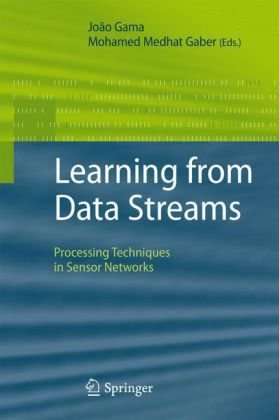 João Gama
Mohamed Medhat Gaber (Eds.)
Learning from
Data Streams
Processing Techniques
in Sensor Networks
Springer